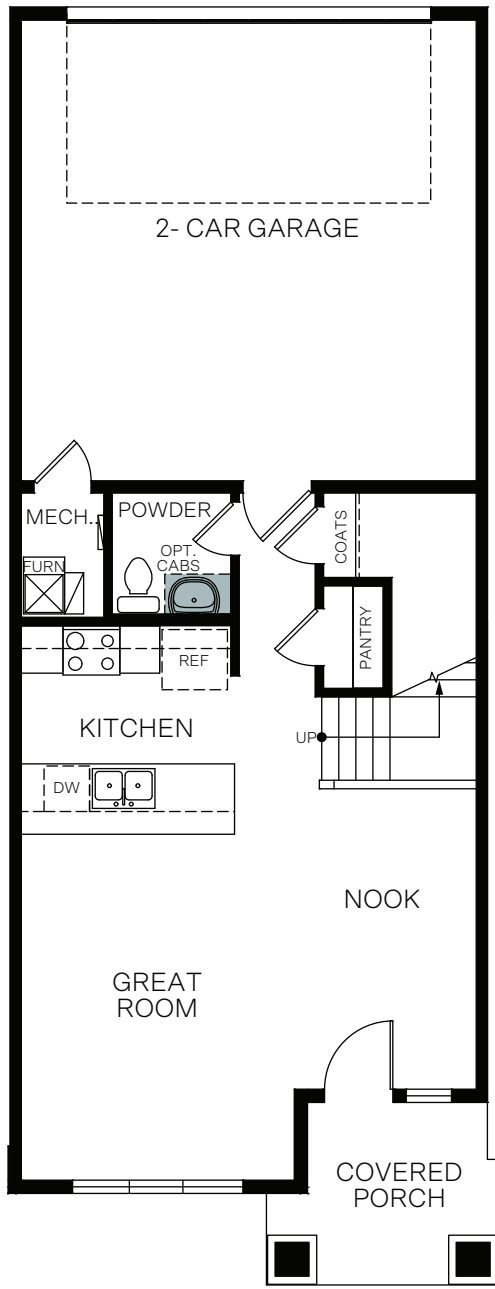 2- CAR GARAGE
MECH.
POWDER
COATS
OPT.
CABS
FURN
PANTRY
REF
KITCHEN
UP
DW
NOOK
GREAT
ROOM
COVERED
PORCH